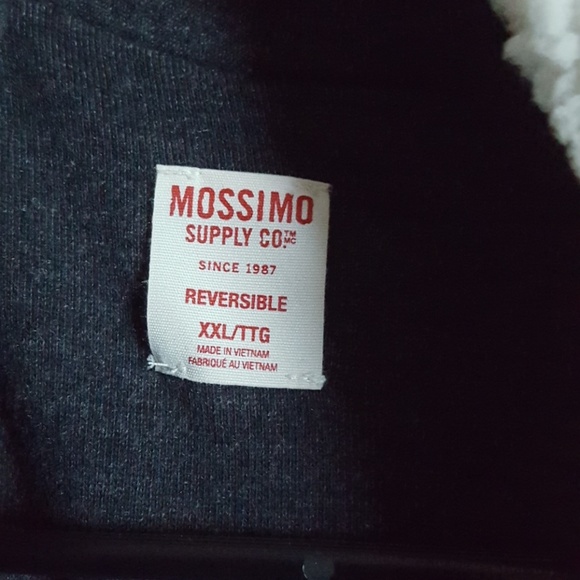 MOSSIMO
SUPPLY CO.™ MC
SINCE 1987
REVERSIBLE
XXL/TTG
MADE IN VIETNAM
FABRIQUÉ AU VIETNAM